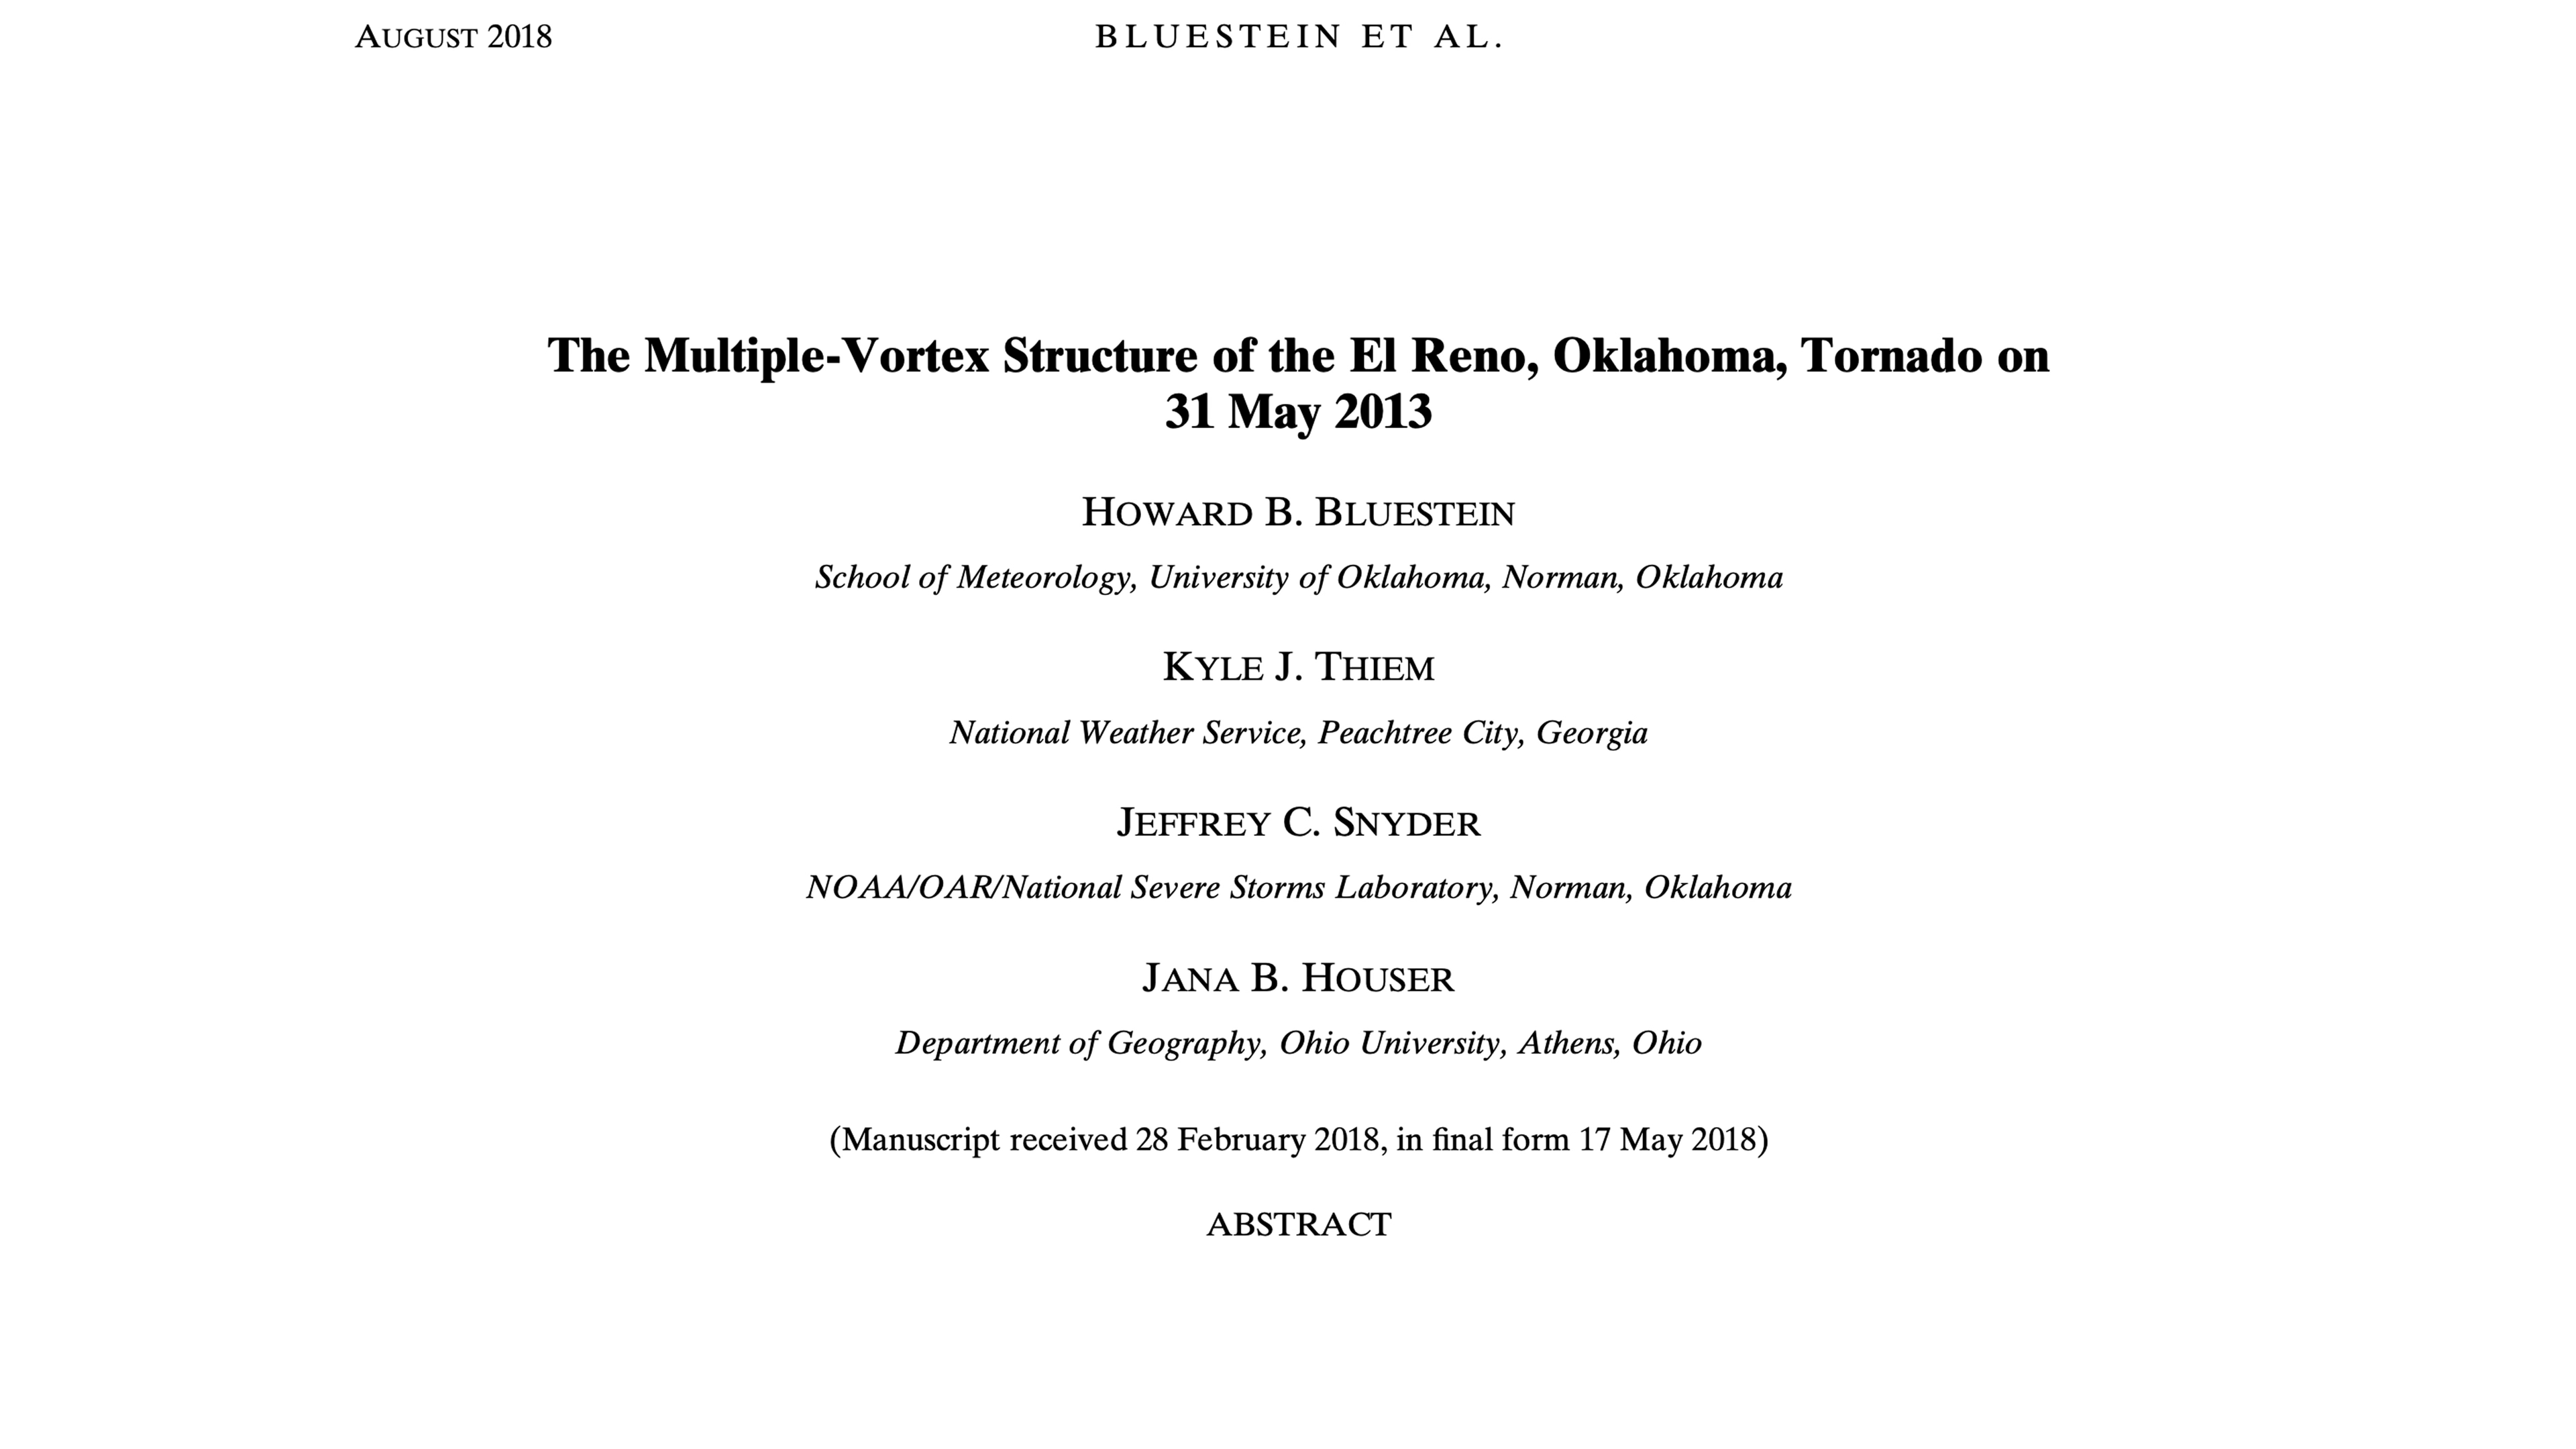 AUGUST 2018
BLUESTEIN ET AL.
The Multiple-Vortex Structure of the El Reno, Oklahoma, Tornado on
31 May 2013
HOWARD B. BLUESTEIN
School of Meteorology, University of Oklahoma, Norman, Oklahoma
KYLE J. THIEM
National Weather Service, Peachtree City, Georgia
JEFFREY C. SNYDER
NOAA/OAR/National Severe Storms Laboratory, Norman, Oklahoma
JANA B. HOUSER
Department of Geography, Ohio University, Athens, Ohio
(Manuscript received 28 February 2018, in final form 17 May 2018)
ABSTRACT